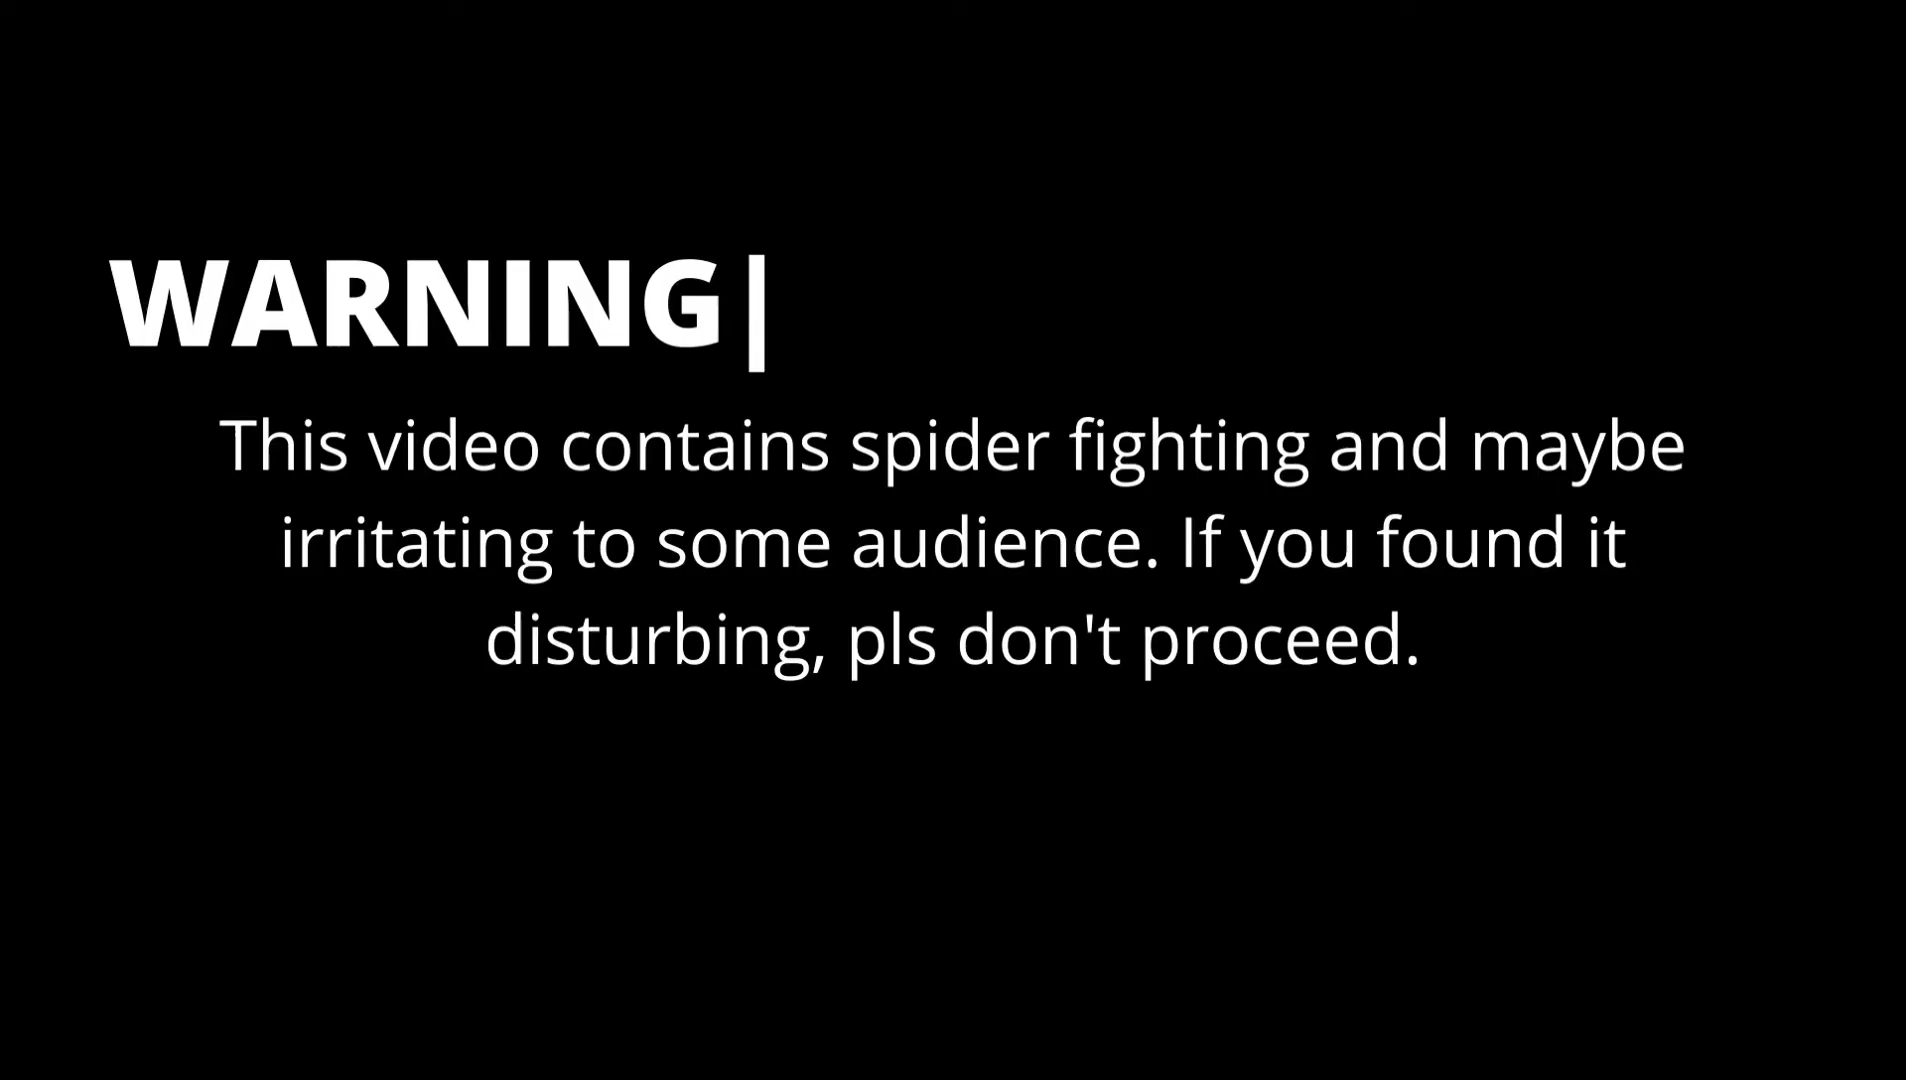 WARNING|
This video contains spider fighting and maybe
irritating to some audience. If you found it
disturbing, pls don't proceed.